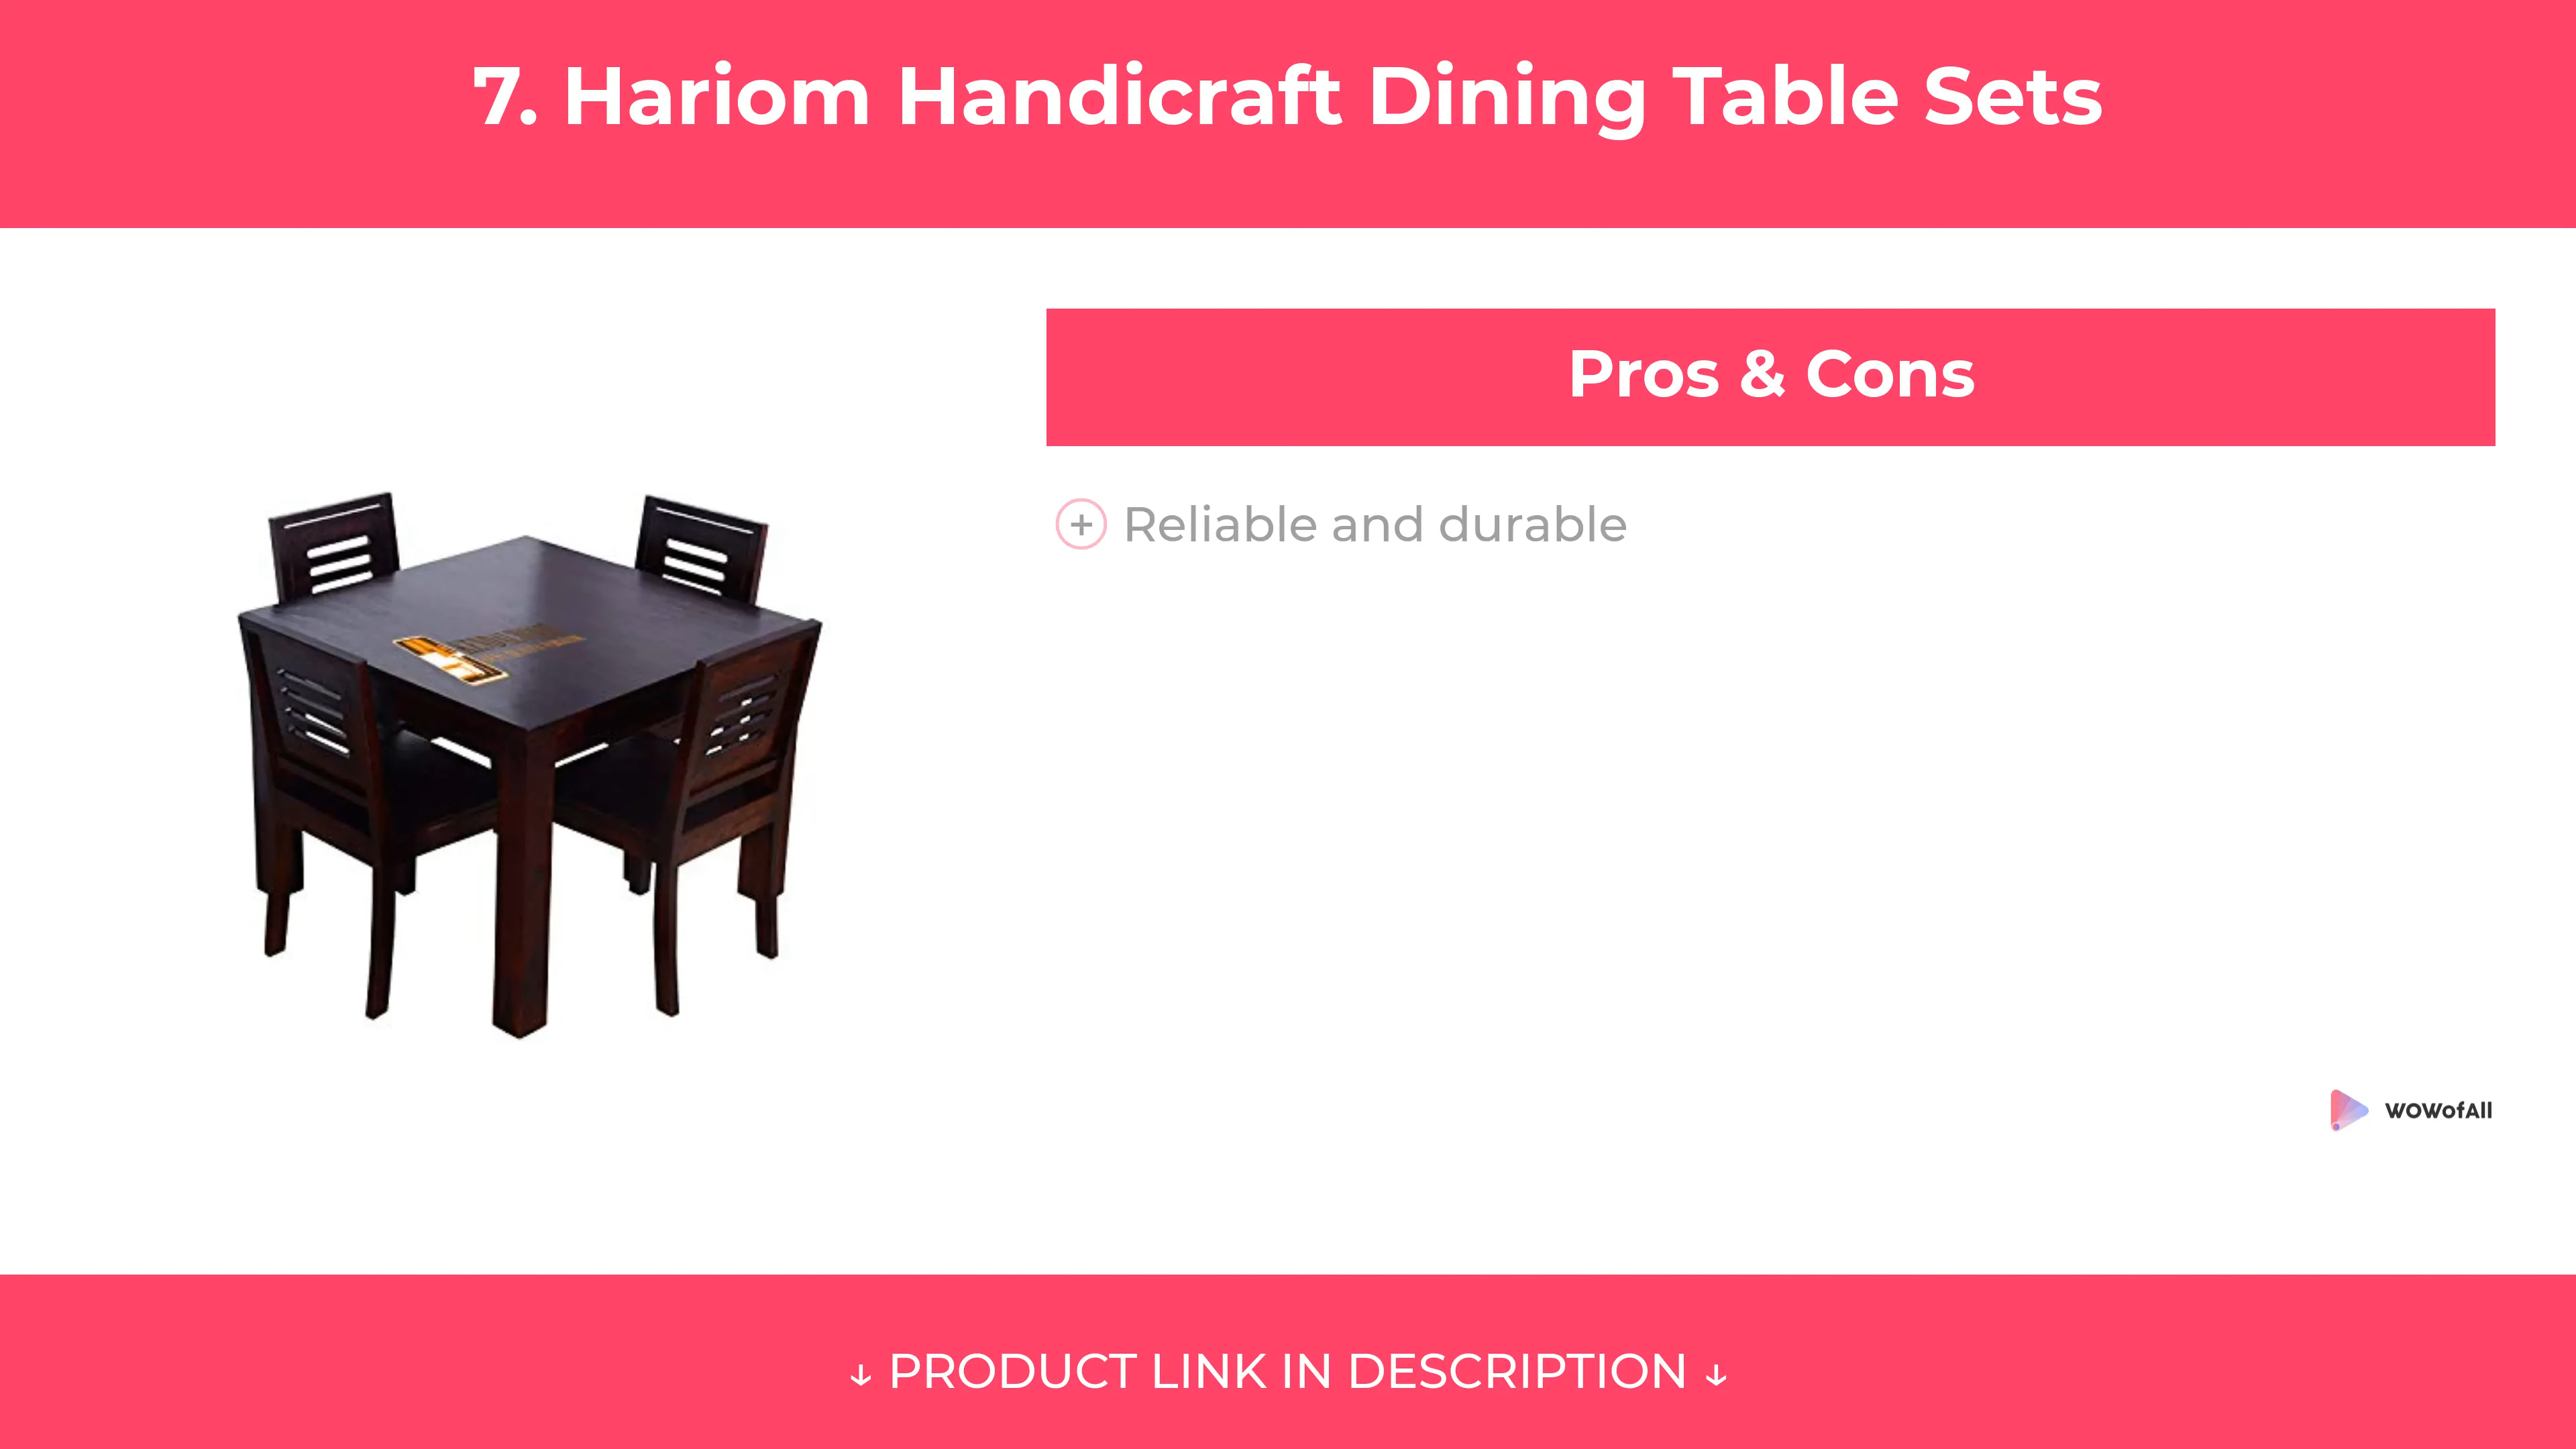 7. Hariom Handicraft Dining Table Sets
Pros & Cons
+ Reliable and durable
WOWofAll
↓ PRODUCT LINK IN DESCRIPTION ↓